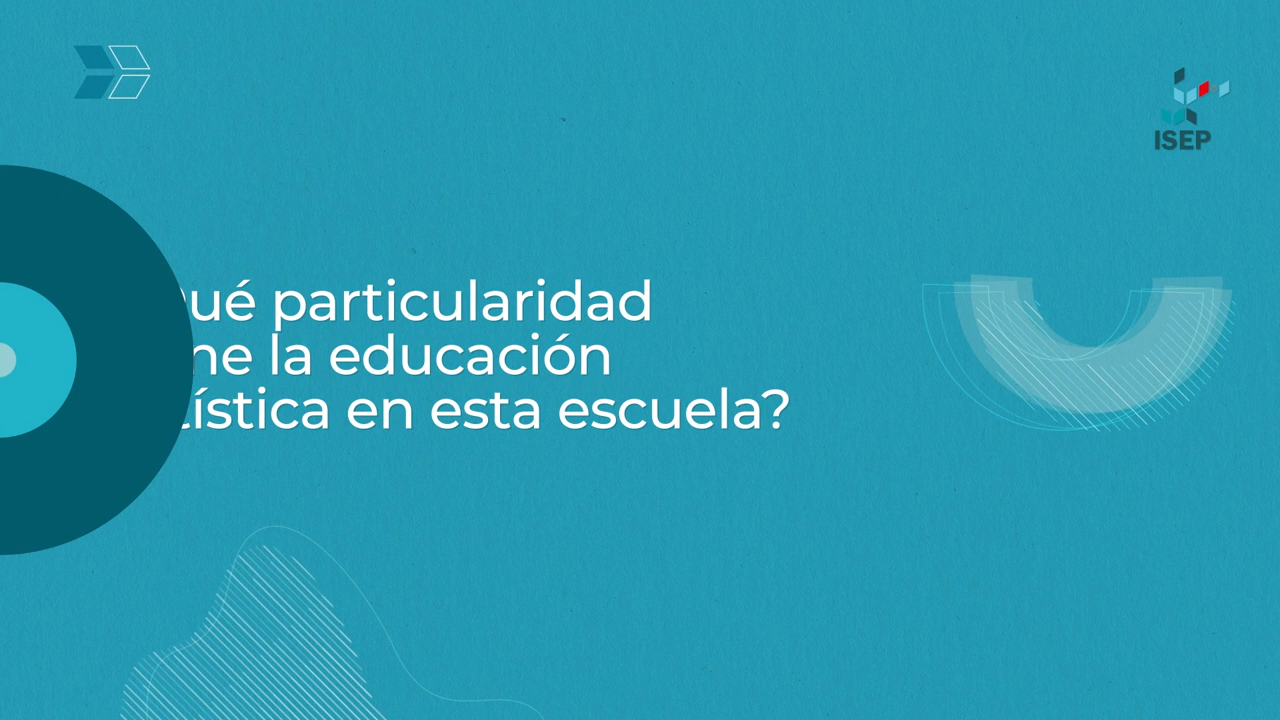 ISEP
ué particularidad
ne la educación
ística en esta escuela?